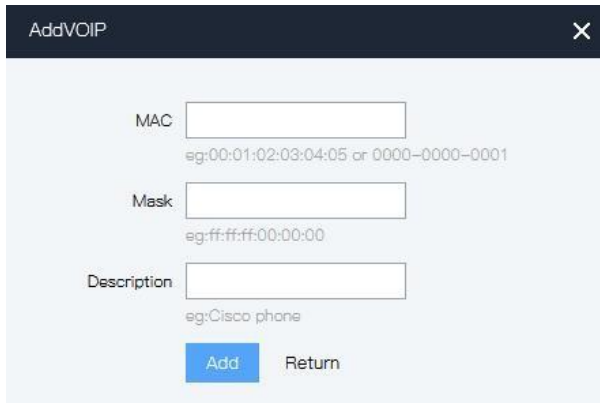 AddVOIP
MAC
eg:00:01:02:03:04:05 or 0000-0000-0001
Mask
eg:ff:ff:ff:00:00:00
Description
eg:Cisco phone
Add Return